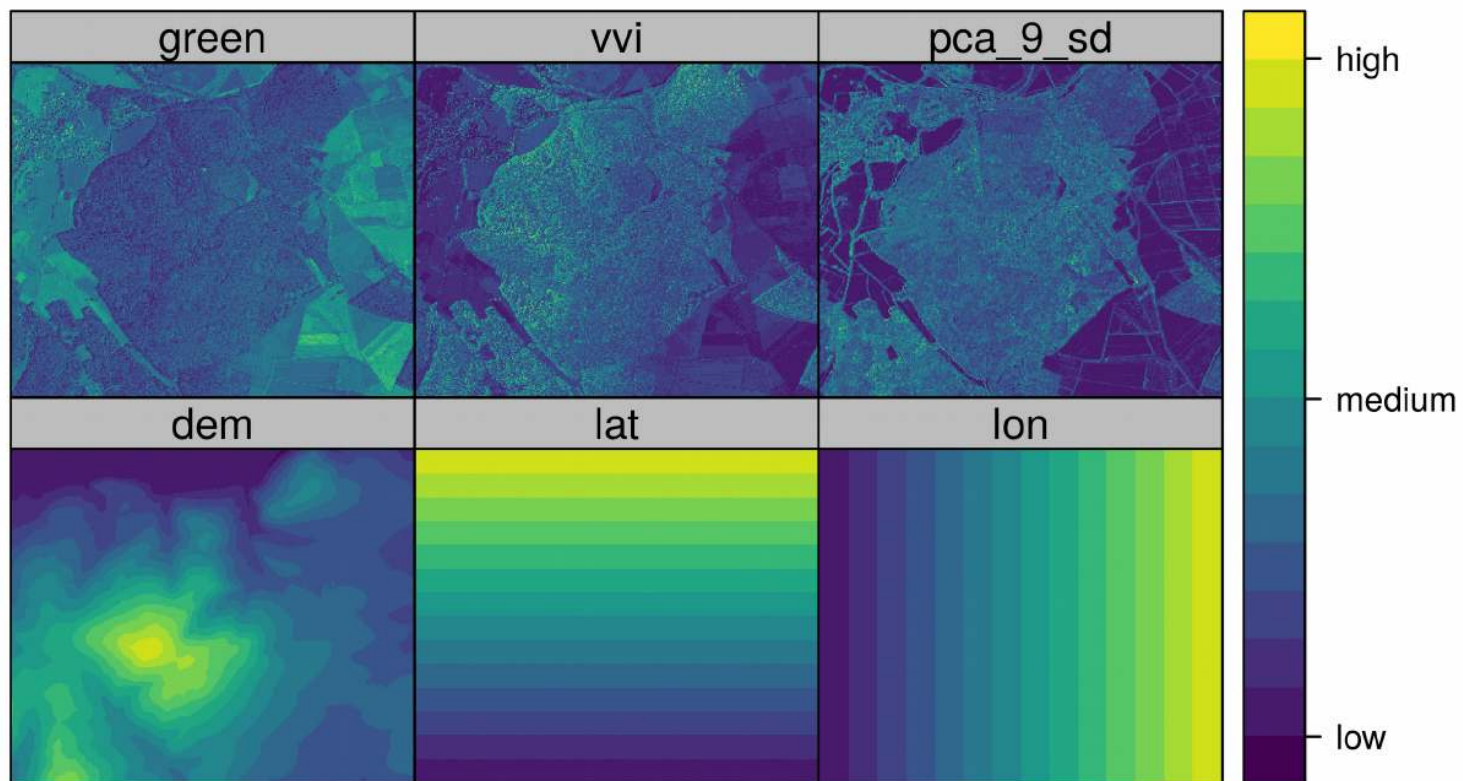 green vvi pca_9_sd
high
medium
dem lat lon
low